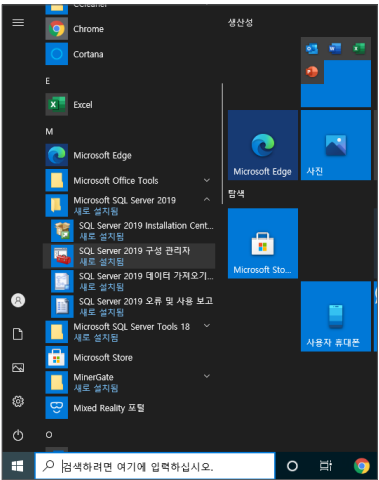 CCleaner
Chrome
Cortana
E
Excel
M
Microsoft Edge
Microsoft Office Tools
Microsoft SQL Server 2019
새로 설치됨
SQL Server 2019 Installation Cent...
새로 설치됨
SQL Server 2019 구성 관리자
새로 설치됨
SQL Server 2019 데이터 가져오기...
새로 설치됨
SQL Server 2019 오류 및 사용 보고
새로 설치됨
Microsoft SQL Server Tools 18
새로 설치됨
Microsoft Store
MinerGate
새로 설치됨
Mixed Reality 포털
O
생산성
Microsoft Edge
사진
탐색
Microsoft Sto...
사용자 휴대폰
검색하려면 여기에 입력하십시오.